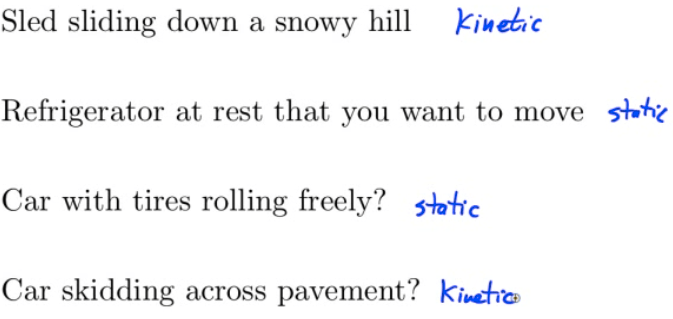 Sled sliding down a snowy hill Kinetic
Refrigerator at rest that you want to move static
Car with tires rolling freely? static
Car skidding across pavement? Kinetic